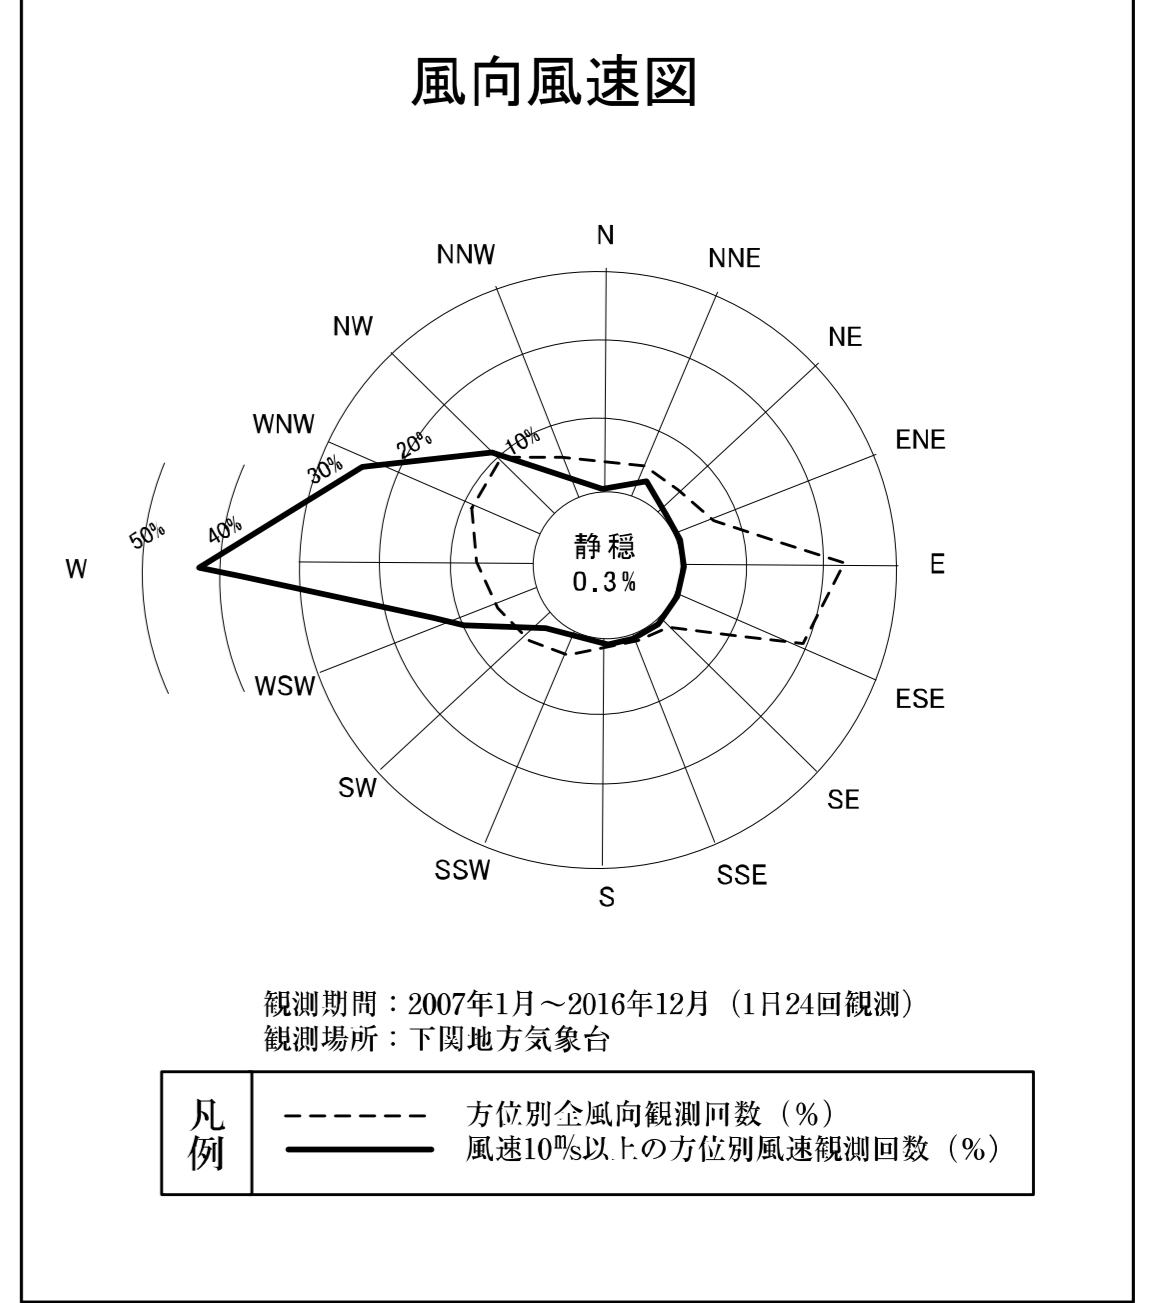 風向風速図
N
NNW
NNE
NW
NE
WNW
ENE
10%
20%
30%
40%
50%
静穏
0.3%
W
E
WSW
ESE
SW
SE
SSW
SSE
S
観測期間：2007年1月～2016年12月（1日24回観測）
観測場所：下関地方気象台
凡例
方位別全風向観測回数（%）
風速10m/s以上の方位別風速観測回数（%）